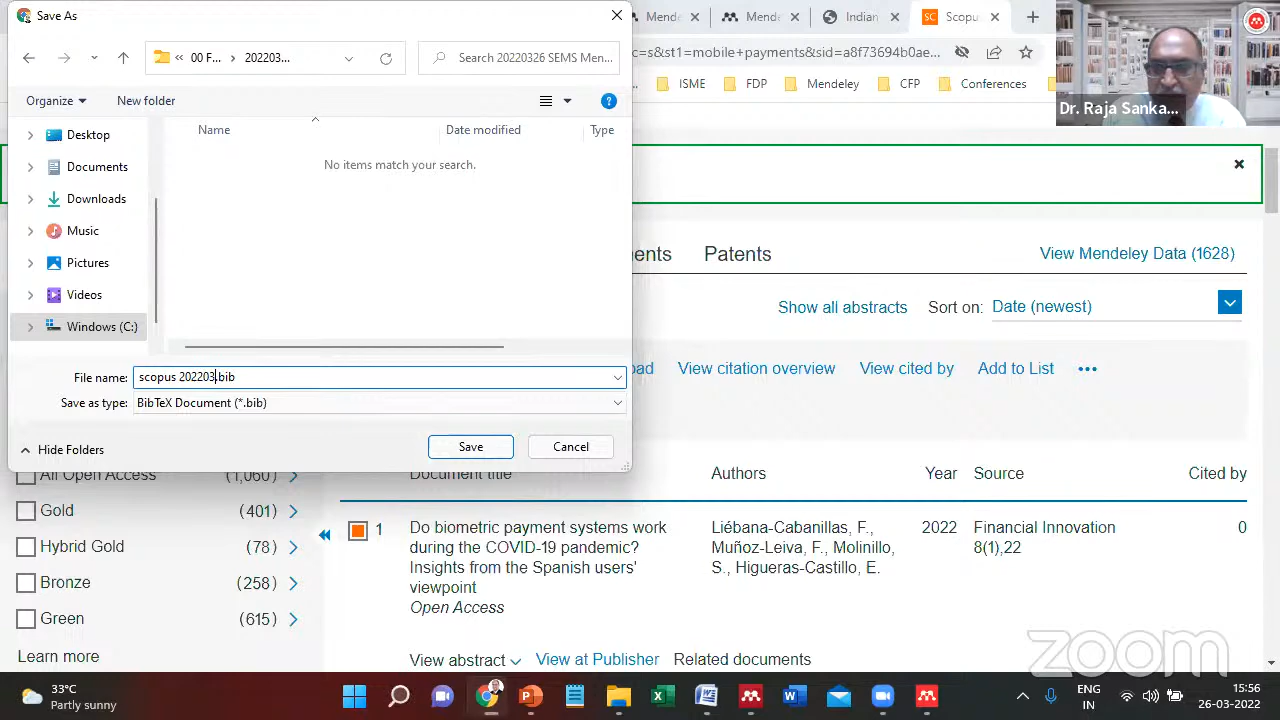 Save As
Mende
Mend
Indian
SC
Scopu
00 F...
202203...
Search 20220326 SEMS Men...
c=s&st1=mobile+payments&sid=a8f73694b0ae...
Organize
New folder
ISME
FDP
Mendeley
CFP
Conferences
Dr. Raja Sanka...
Name
Date modified
Type
No items match your search.
Desktop
Documents
Downloads
Music
Pictures
Videos
Windows (C:)
File name:
scopus 202203.bib
Save as type:
BibTeX Document (*.bib)
Hide Folders
Save
Cancel
ents
Patents
View Mendeley Data (1628)
Show all abstracts
Sort on:
Date (newest)
oad
View citation overview
View cited by
Add to List
•••
All Open Access
(1,060)
Gold
(401)
Hybrid Gold
(78)
Bronze
(258)
Green
(615)
Learn more
Document title
Authors
Year
Source
Cited by
1
Do biometric payment systems work
during the COVID-19 pandemic?
Insights from the Spanish users'
viewpoint
Open Access
Liébana-Cabanillas, F.,
Muñoz-Leiva, F., Molinillo,
S., Higueras-Castillo, E.
2022
Financial Innovation
8(1),22
0
View abstract
View at Publisher
Related documents
zoom
33°C
Partly sunny
ENG
IN
15:56
26-03-2022